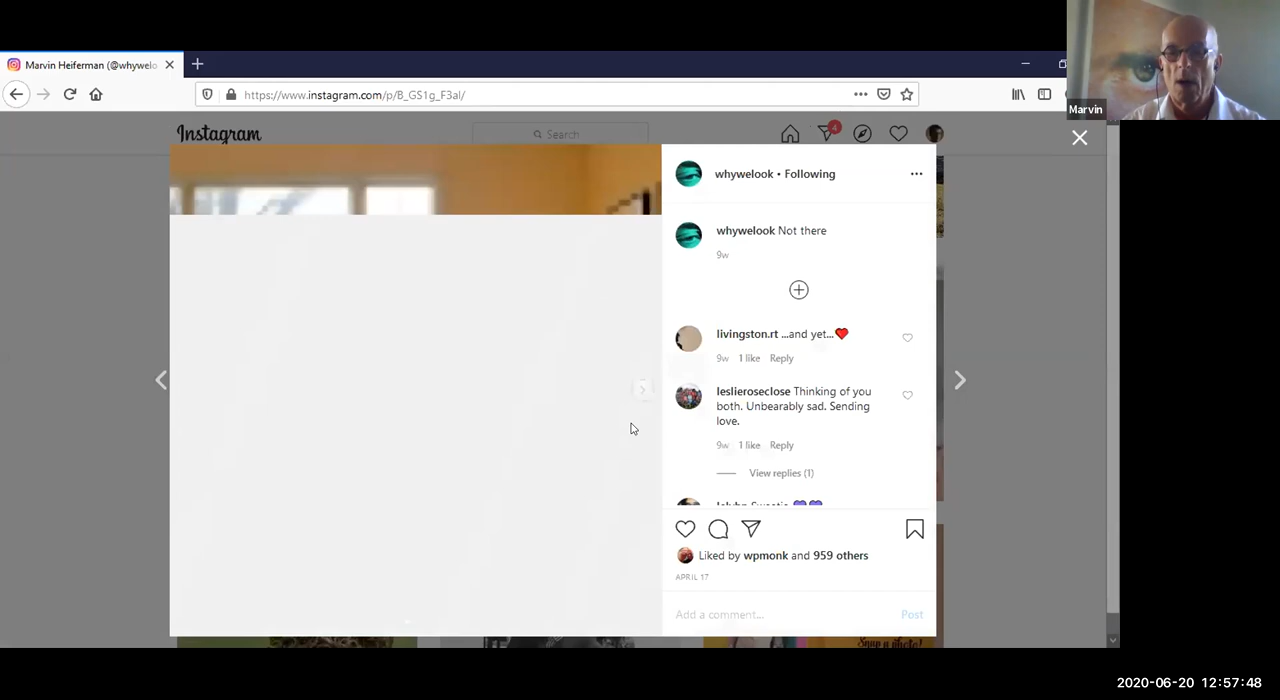 Marvin Heiferman (@whywelo
https://www.instagram.com/p/B_GS1g_F3al/
Marvin
Instagram
Search
4
whywelook • Following
whywelook Not there
9w
livingston.rt ...and yet...❤️
9w 1 like Reply
leslieroseclose Thinking of you
both. Unbearably sad. Sending
love.
9w 1 like Reply
View replies (1)
💜💜
Liked by wpmonk and 959 others
APRIL 17
Add a comment... Post
Snap a photo!
2020-06-20 12:57:48